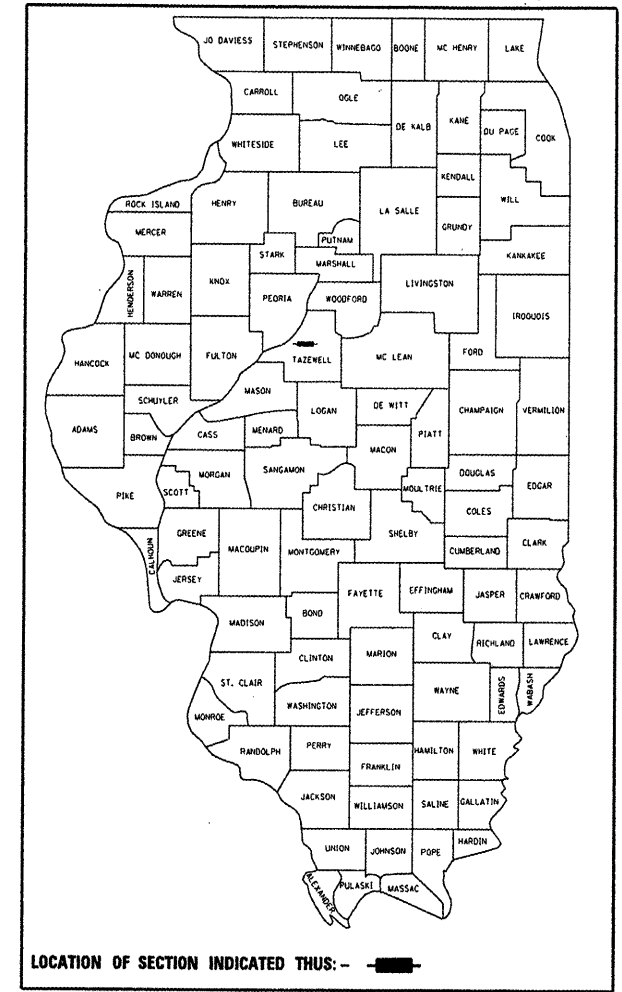 JO DAVIESS STEPHENSON WINNEBAGO BOONE MC HENRY LAKE
CARROLL OGLE DE KALB KANE DU PAGE COOK
WHITESIDE LEE
KENDALL WILL
ROCK ISLAND HENRY BUREAU LA SALLE
GRUNDY
MERCER PUTNAM
STARK MARSHALL KANKAKEE
HENDERSON WARREN KNOX PEORIA WOODFORD LIVINGSTON
IROQUOIS
HANCOCK MC DONOUGH FULTON TAZEWELL MC LEAN FORD
MASON
SCHUYLER LOGAN DE WITT CHAMPAIGN VERMILION
ADAMS BROWN CASS MENARD PIATT
MACON
MORGAN SANGAMON DOUGLAS EDGAR
PIKE SCOTT MOULTRIE
CHRISTIAN COLES
GREENE SHELBY
CALHOUN MACOUPIN MONTGOMERY CUMBERLAND CLARK
JERSEY
FAYETTE EFFINGHAM JASPER CRAWFORD
MADISON BOND
CLAY RICHLAND LAWRENCE
CLINTON MARION
ST. CLAIR WAYNE EDWARDS WABASH
WASHINGTON JEFFERSON
MONROE
RANDOLPH PERRY HAMILTON WHITE
FRANKLIN
JACKSON WILLIAMSON SALINE GALLATIN
UNION JOHNSON POPE HARDIN
ALEXANDER PULASKI MASSAC
LOCATION OF SECTION INDICATED THUS: –